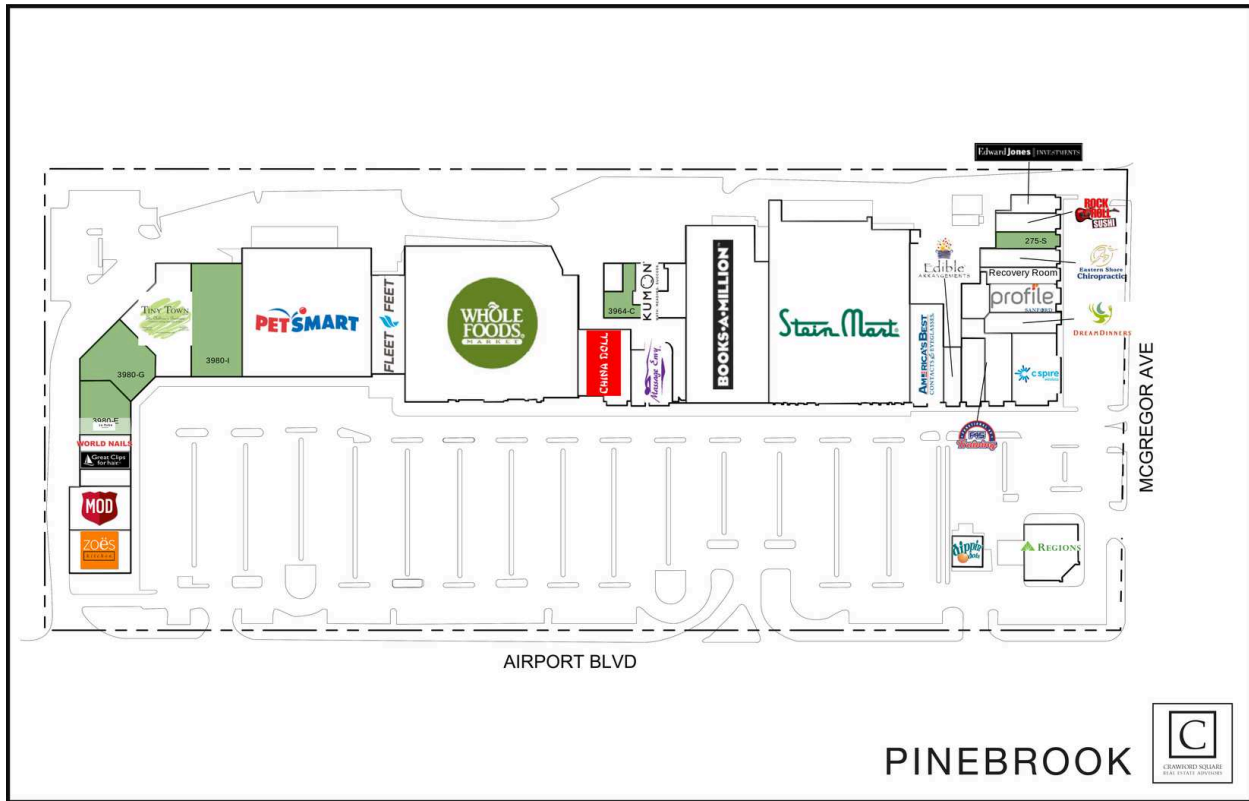 Edward Jones | INVESTMENTS
ROCK
N ROLL
SUSHI
275-S
Eastern Shore
Chiropractic
Recovery Room
profile
SANFORD
DREAM DINNERS
c spire
Edible
ARRANGEMENTS
AMERICA'S BEST
CONTACTS & EYEGLASSES
Stein Mart
BOOKS-A-MILLION
KUMON
3964-C
Massage Envy
CHINA DOLL
WHOLE
FOODS
MARKET
FLEET FEET
PETSMART
3980-I
TINY TOWN
3980-G
3980-E
WORLD NAILS
Great Clips
for hair.
MOD
ZOËS
kitchen
F45
Training
dippin'
dots
REGIONS
MCGREGOR AVE
AIRPORT BLVD
PINEBROOK
C
CRAWFORD SQUARE
REAL ESTATE ADVISORS